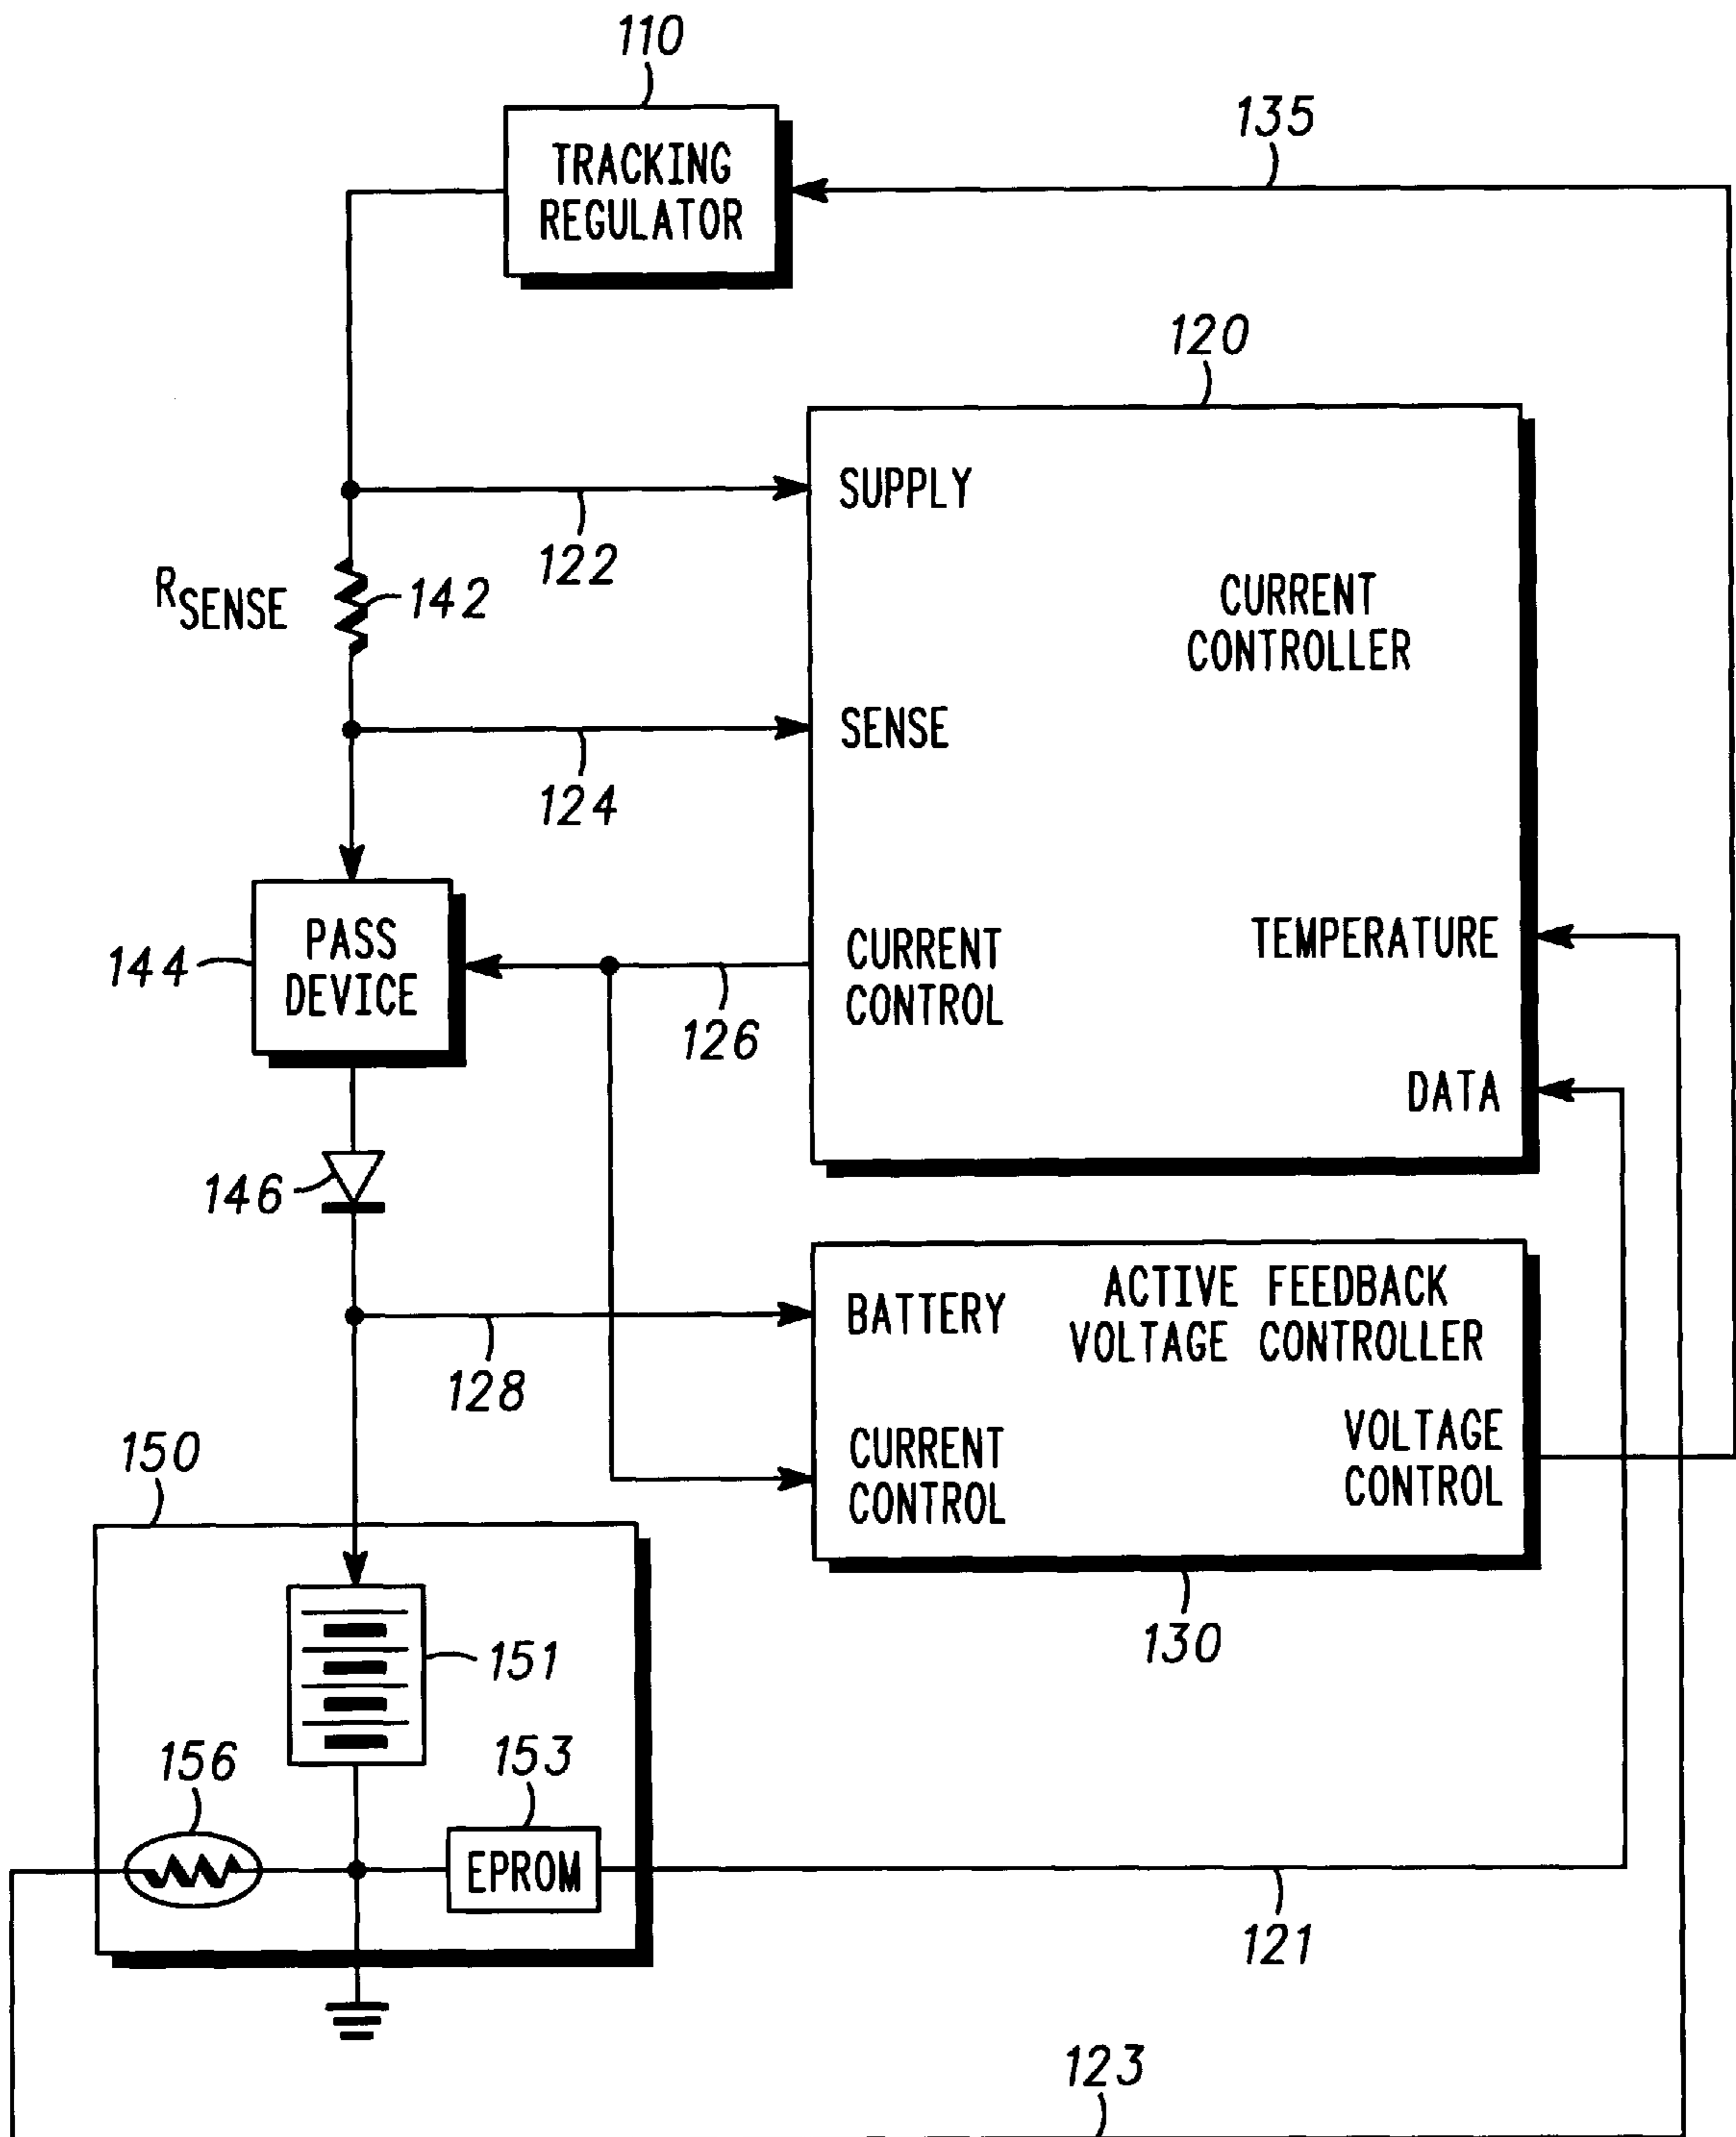 110
TRACKING
REGULATOR
135
120
SUPPLY
122
RSENSE
142
CURRENT
CONTROLLER
SENSE
124
PASS
DEVICE
144
CURRENT
CONTROL
126
TEMPERATURE
DATA
146
BATTERY
ACTIVE FEEDBACK
VOLTAGE CONTROLLER
128
CURRENT
CONTROL
VOLTAGE
CONTROL
150
130
151
156
153
EPROM
121
123